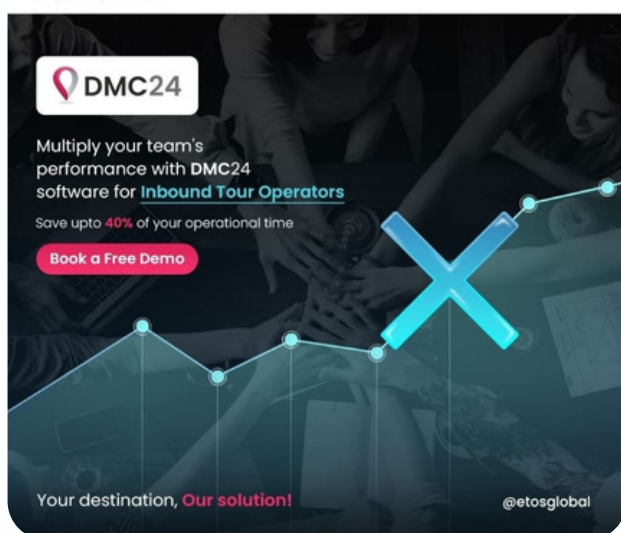 DMC24
Multiply your team's
performance with DMC24
software for Inbound Tour Operators
Save upto 40% of your operational time
Book a Free Demo
Your destination, Our solution!
@etosglobal